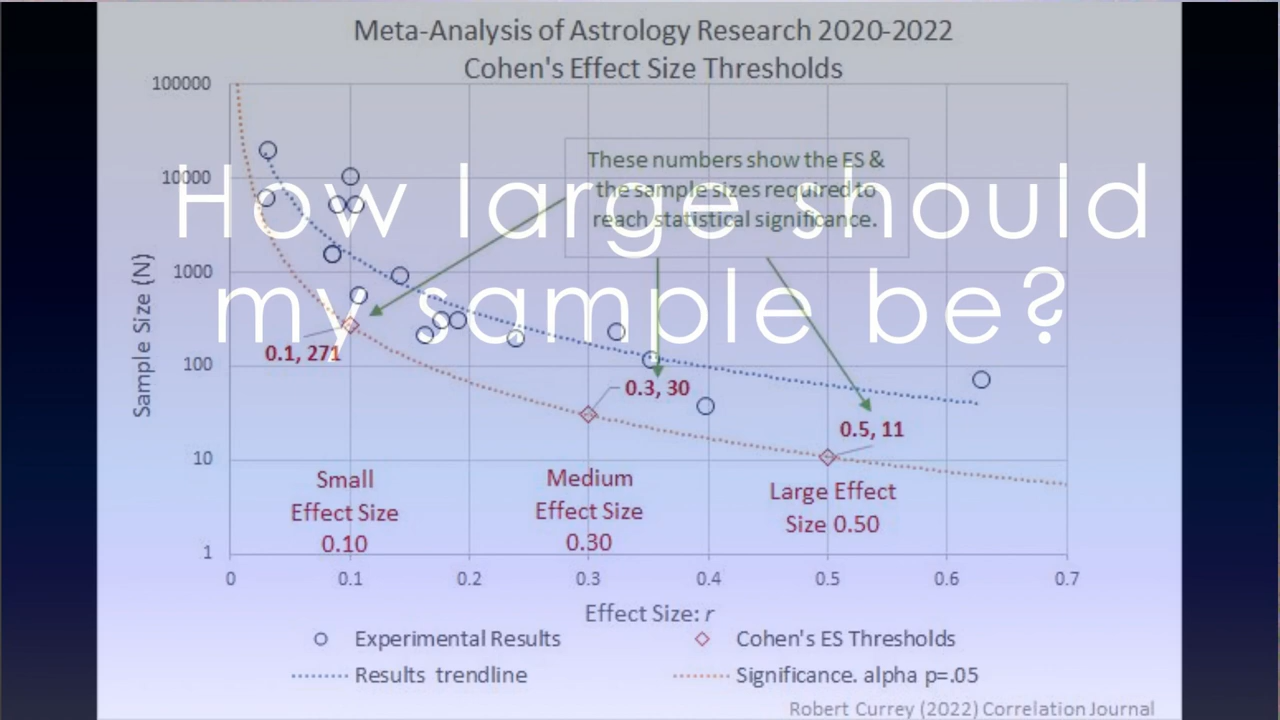 Meta-Analysis of Astrology Research 2020-2022
Cohen's Effect Size Thresholds
100000
These numbers show the ES &
10000
the sample sizes required to
reach statistical significance.
How large should
my sample be?
Sample Size (N)
1000
0.1, 271
100
0.3, 30
0.5, 11
10
Small
Effect Size
0.10
Medium
Effect Size
0.30
Large Effect
Size 0.50
1
0 0.1 0.2 0.3 0.4 0.5 0.6 0.7
Effect Size: r
Experimental Results
Cohen's ES Thresholds
Results trendline
Significance. alpha p=.05
Robert Currey (2022) Correlation Journal